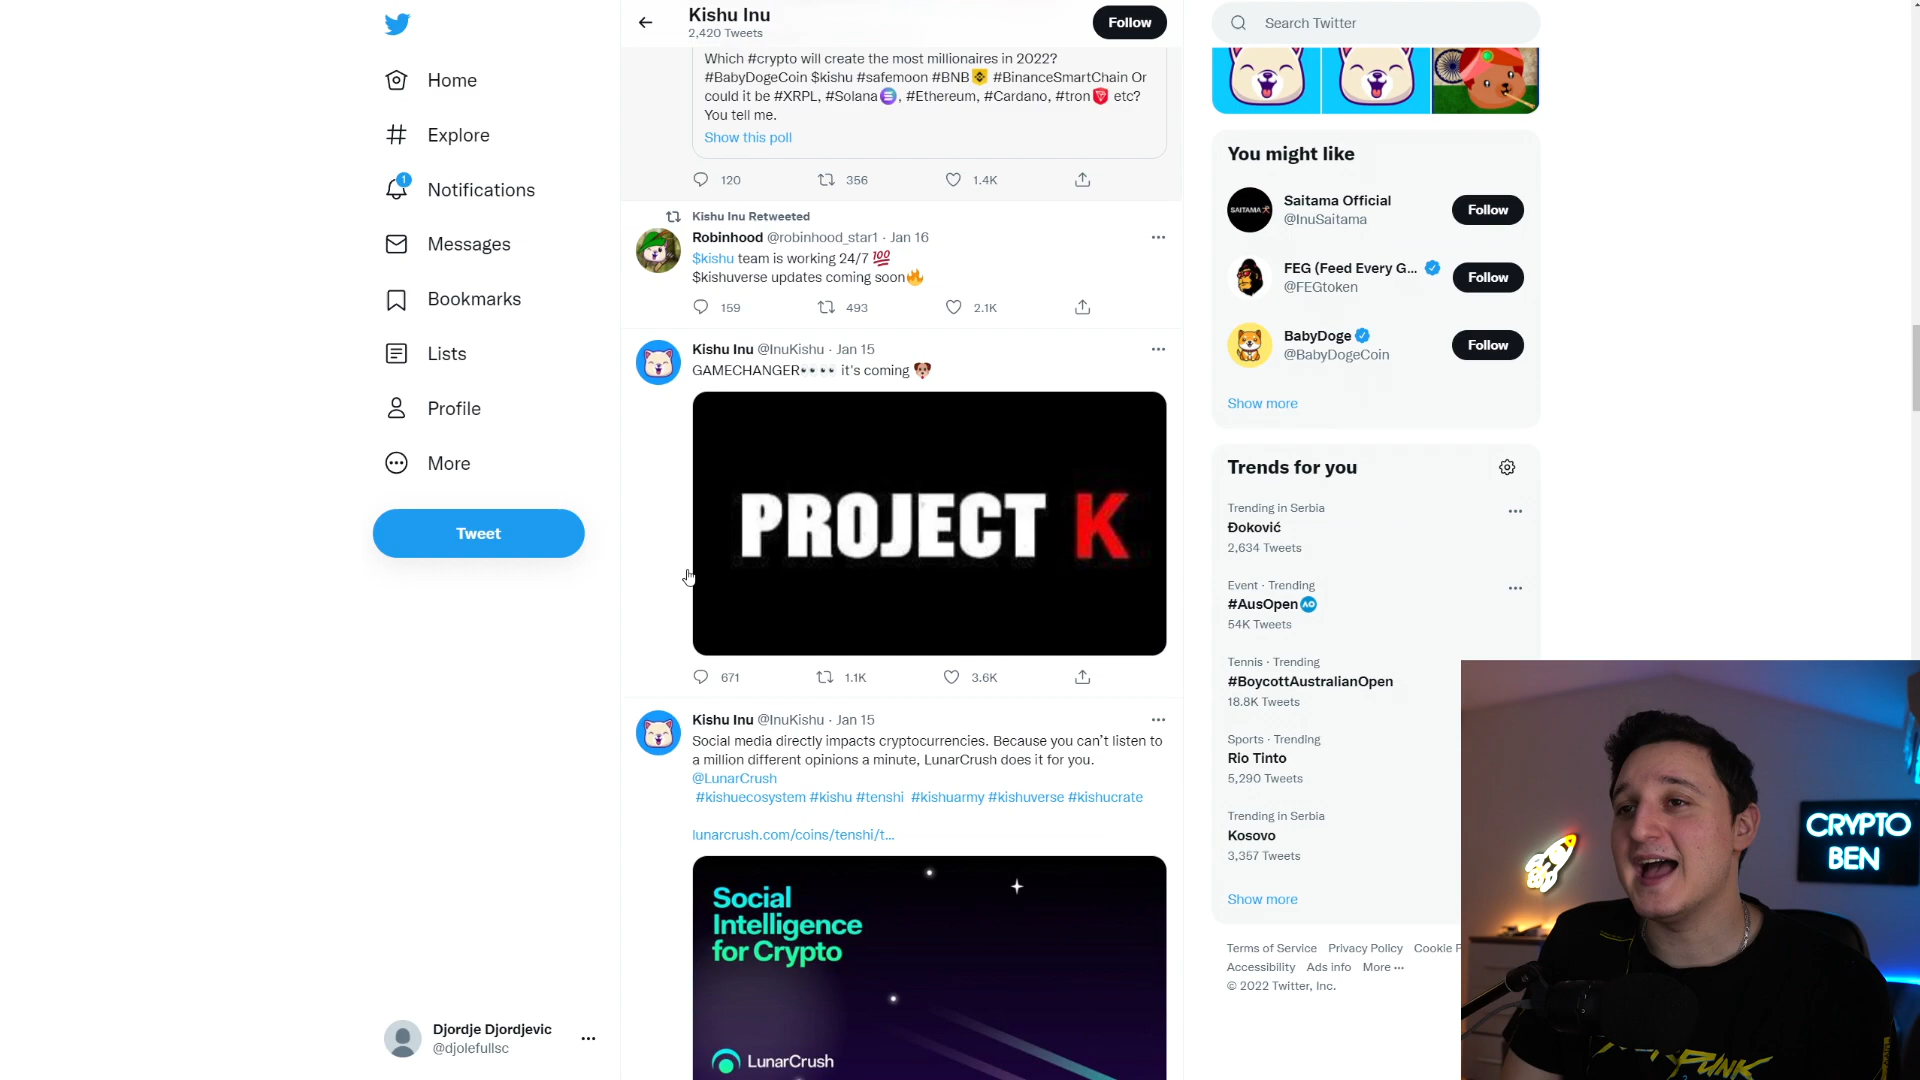 Home
Explore
1
Notifications
Messages
Bookmarks
Lists
Profile
More
Tweet
Djordje Djordjevic
@djolefullsc
Kishu Inu
2,420 Tweets
Follow
Which #crypto will create the most millionaires in 2022?
#BabyDogeCoin $kishu #safemoon #BNB #BinanceSmartChain Or
could it be #XRPL, #Solana, #Ethereum, #Cardano, #tron etc?
You tell me.
Show this poll
120 356 1.4K
Kishu Inu Retweeted
Robinhood @robinhood_star1 · Jan 16
$kishu team is working 24/7 💯
$kishuverse updates coming soon🔥
159 493 2.1K
Kishu Inu @InuKishu · Jan 15
GAMECHANGER👀👀 it's coming 🐶
PROJECT K
671 1.1K 3.6K
Kishu Inu @InuKishu · Jan 15
Social media directly impacts cryptocurrencies. Because you can't listen to
a million different opinions a minute, LunarCrush does it for you.
@LunarCrush
#kishuecosystem #kishu #tenshi #kishuarmy #kishuverse #kishucrate
lunarcrush.com/coins/tenshi/t...
Social
Intelligence
for Crypto
LunarCrush
Search Twitter
You might like
SAITAMA
Saitama Official
@InuSaitama
Follow
FEG (Feed Every G...
@FEGtoken
Follow
BabyDoge
@BabyDogeCoin
Follow
Show more
Trends for you
Trending in Serbia
Đoković
2,634 Tweets
Event · Trending
#AusOpen AO
54K Tweets
Tennis · Trending
#BoycottAustralianOpen
18.8K Tweets
Sports · Trending
Rio Tinto
5,290 Tweets
Trending in Serbia
Kosovo
3,357 Tweets
Show more
Terms of Service Privacy Policy Cookie P
Accessibility Ads info More ...
© 2022 Twitter, Inc.
CRYPTO
BEN
PUNK